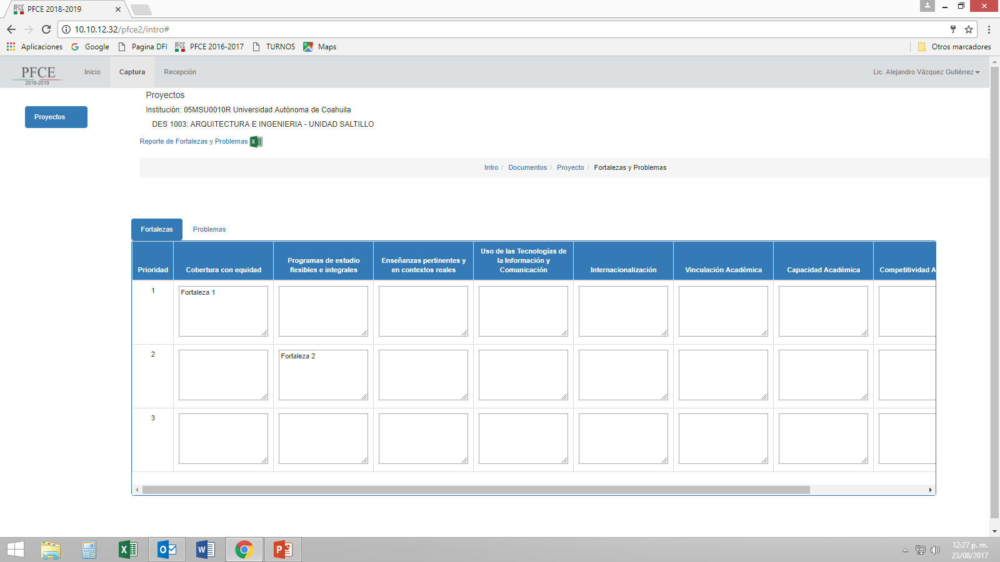 PFCE 2018-2019
10.10.12.32/pfce2/intro#
Aplicaciones Google Pagina DFI PFCE 2016-2017 TURNOS Maps Otros marcadores
PFCE
2018-2019
Inicio Captura Recepción Lic. Alejandro Vázquez Gutiérrez
Proyectos
Proyectos
Institución: 05MSU0010R Universidad Autónoma de Coahuila
DES 1003: ARQUITECTURA E INGENIERIA - UNIDAD SALTILLO
Reporte de Fortalezas y Problemas
Intro / Documentos / Proyecto / Fortalezas y Problemas
Fortalezas Problemas
Prioridad
Cobertura con equidad
Programas de estudio
flexibles e integrales
Enseñanzas pertinentes y
en contextos reales
Uso de las Tecnologías de
la Información y
Comunicación
Internacionalización
Vinculación Académica
Capacidad Académica
Competitividad A
1 Fortaleza 1
2 Fortaleza 2
3
12:27 p. m.
23/08/2017